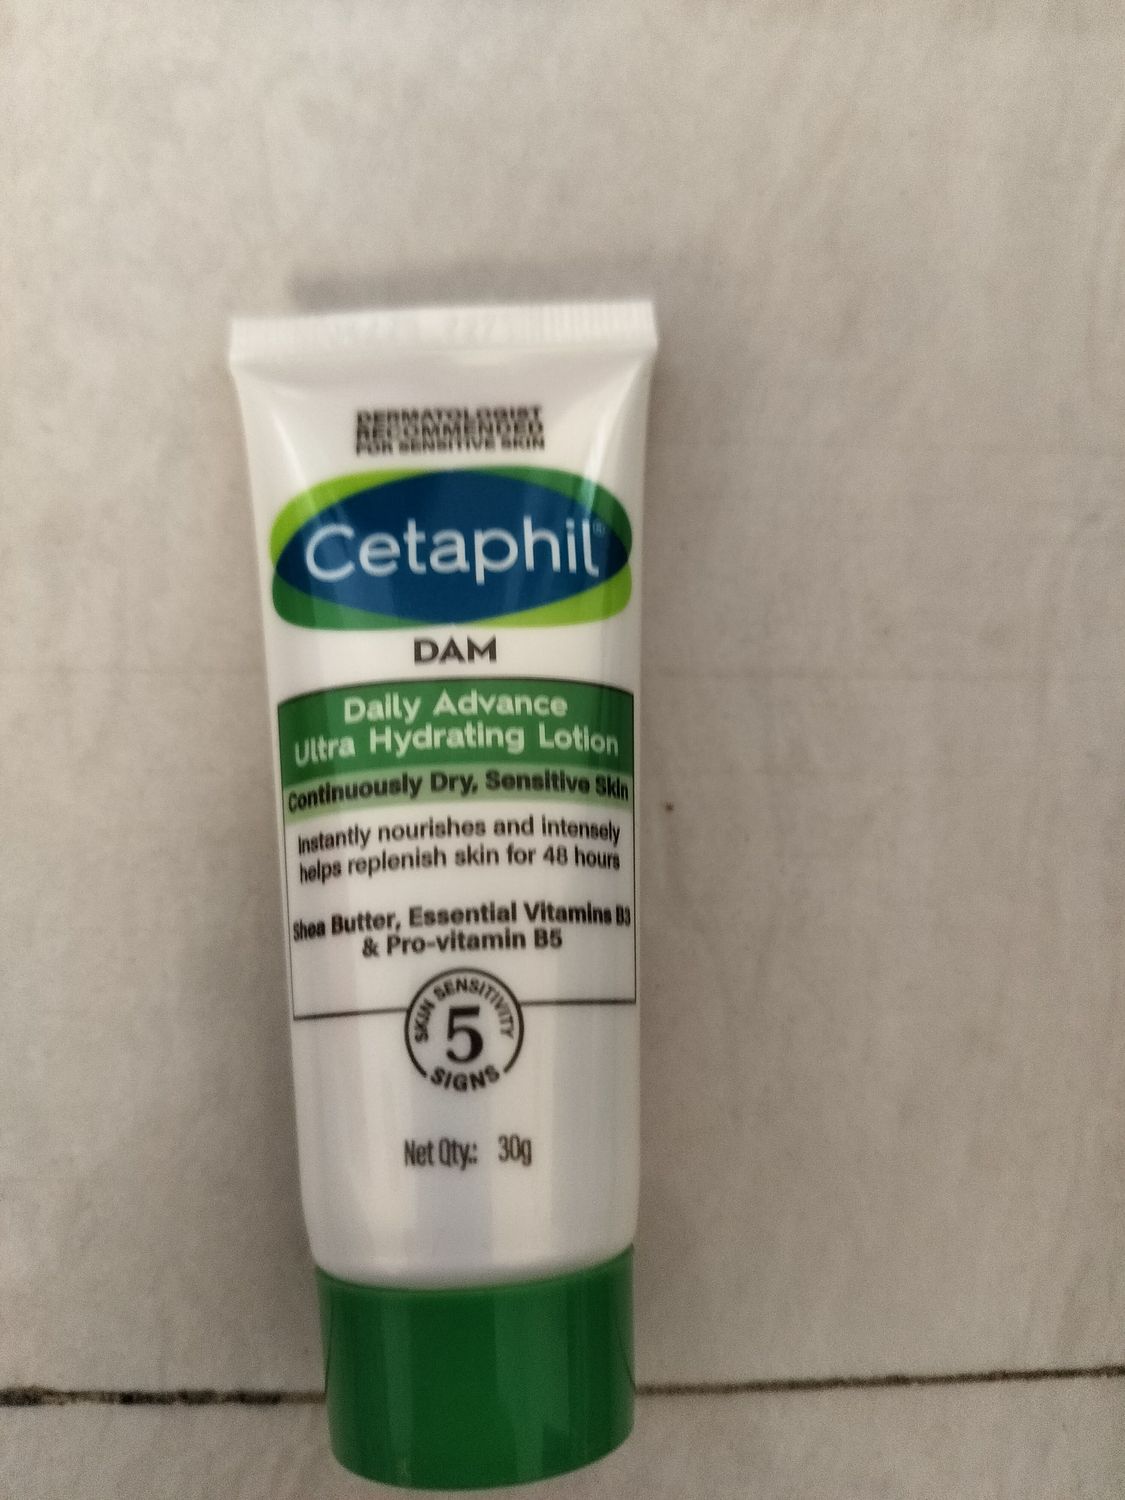 DERMATOLOGIST
RECOMMENDED
FOR SENSITIVE SKIN
Cetaphil®
DAM
Daily Advance
Ultra Hydrating Lotion
Continuously Dry, Sensitive Skin
Instantly nourishes and intensely
helps replenish skin for 48 hours
Shea Butter, Essential Vitamins B3
& Pro-vitamin B5
SKIN SENSITIVITY
5
SIGNS
Net Qty.: 30g